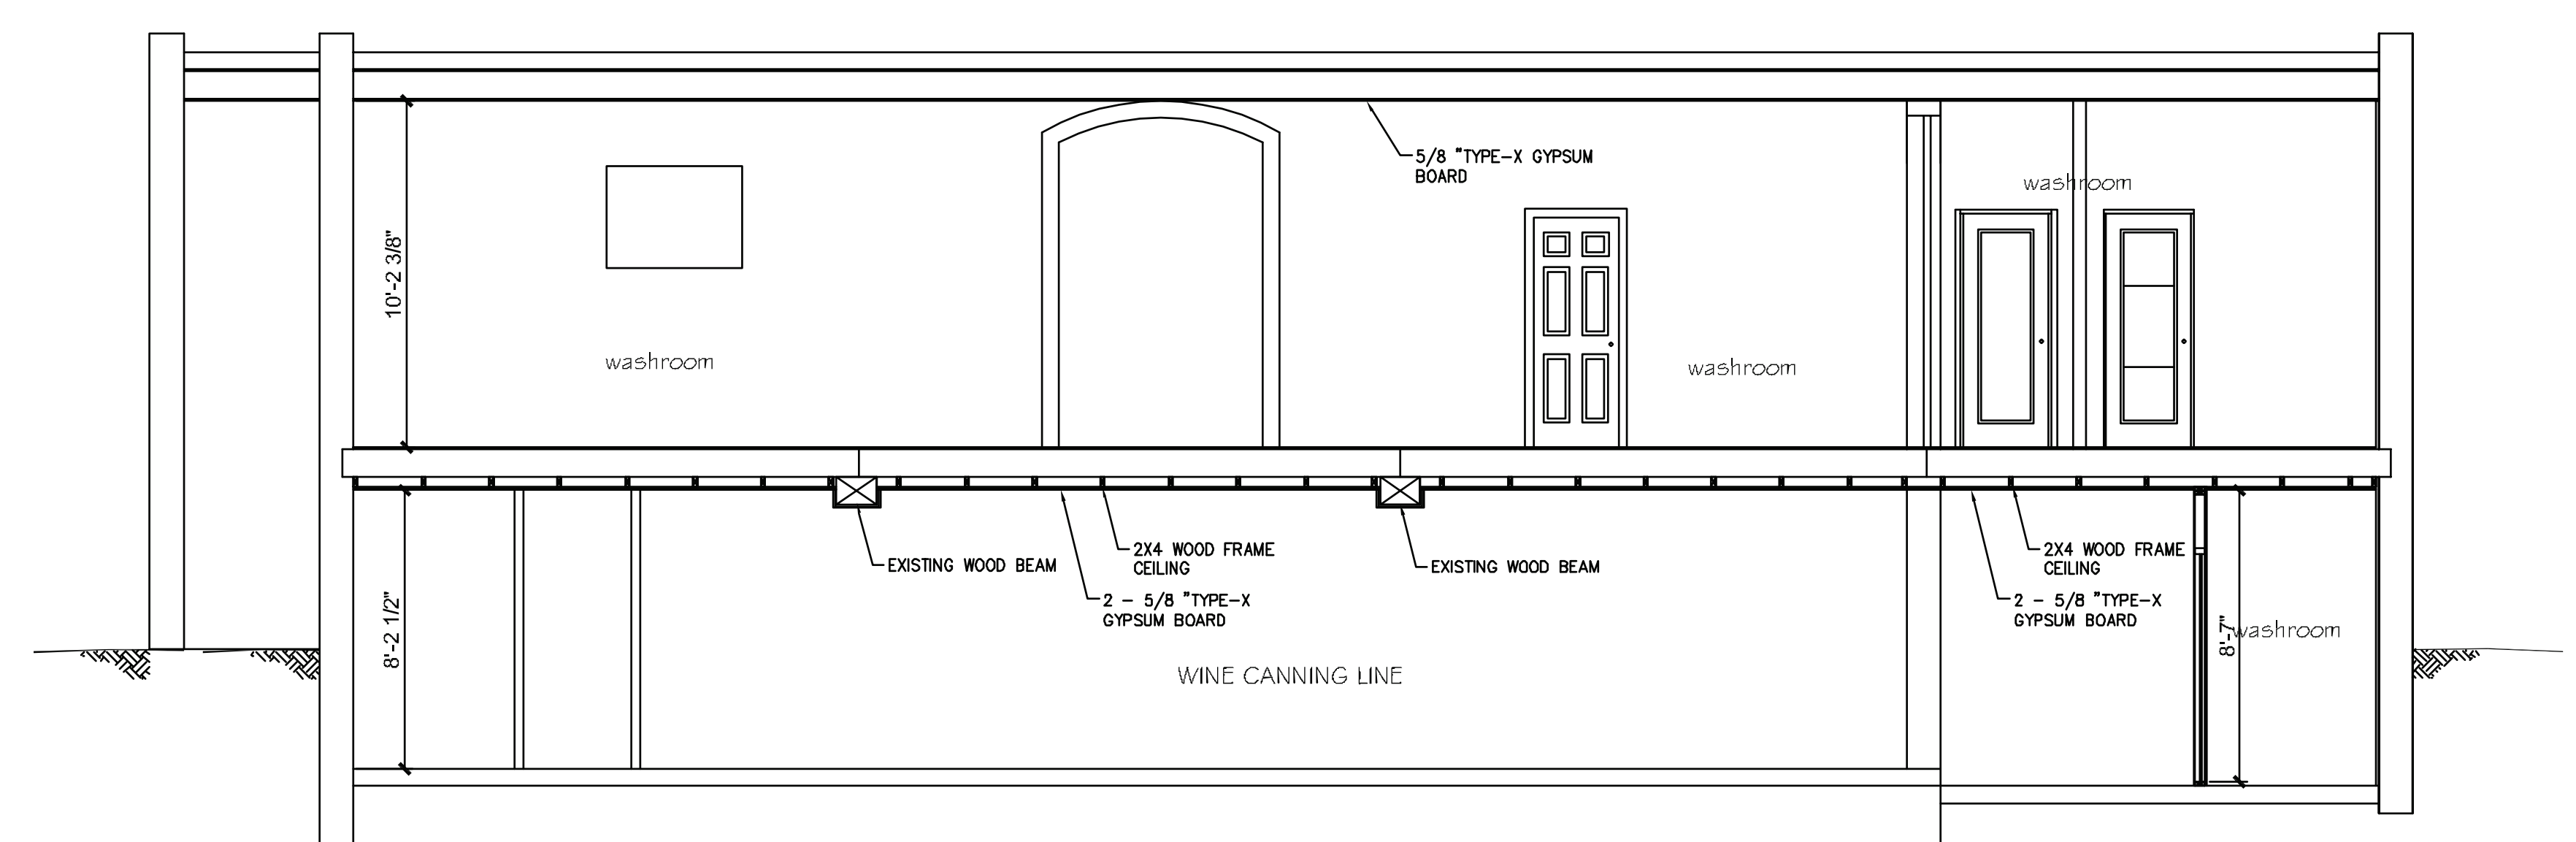 5/8 "TYPE-X GYPSUM
BOARD
washroom
10'-2 3/8"
washroom
washroom
EXISTING WOOD BEAM
2X4 WOOD FRAME
CEILING
2 - 5/8 "TYPE-X
GYPSUM BOARD
EXISTING WOOD BEAM
2X4 WOOD FRAME
CEILING
2 - 5/8 "TYPE-X
GYPSUM BOARD
8'-2 1/2"
8'-7"
washroom
WINE CANNING LINE